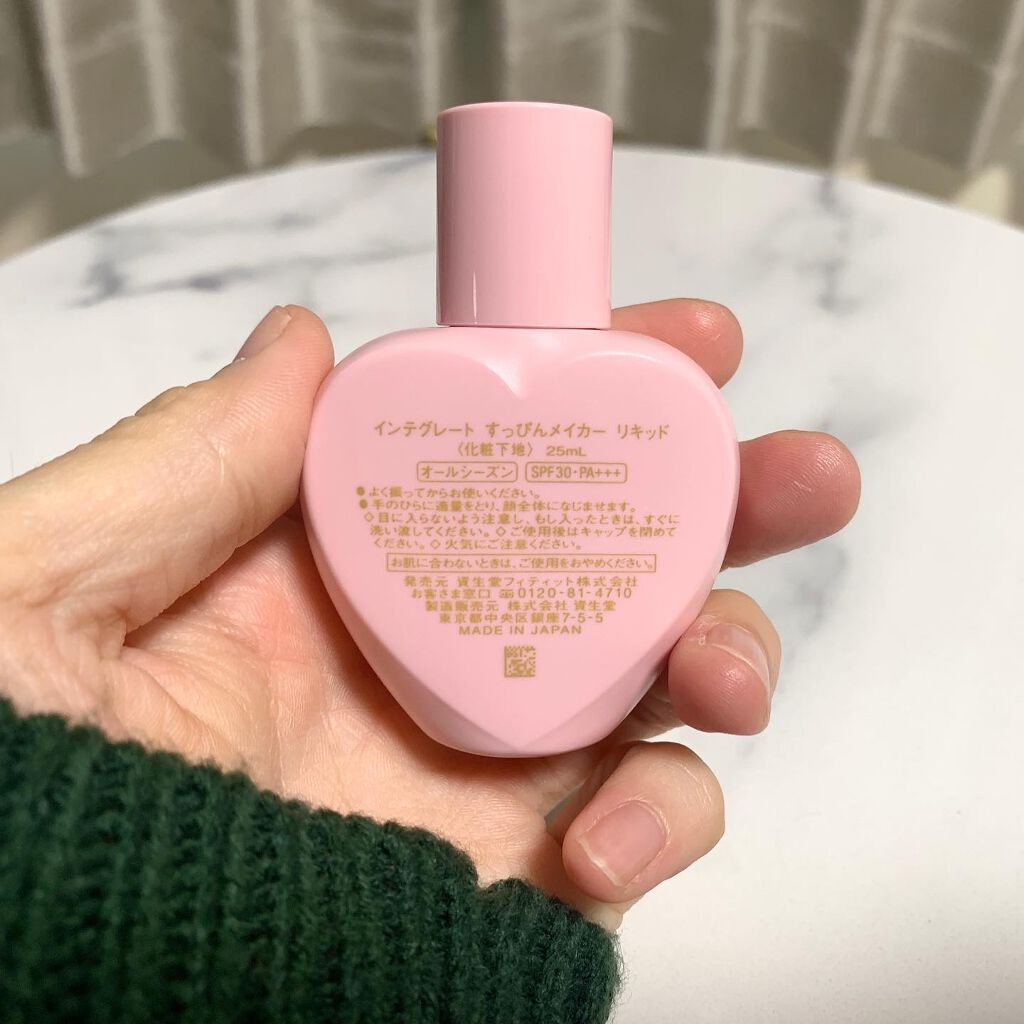 インテグレート すっぴんメイカー リキッド
〈化粧下地〉 25mL
オールシーズン SPF30・PA+++
●よく振ってからお使いください。
●手のひらに適量をとり、顔全体になじませます。
◇目に入らないよう注意し、もし入ったときは、すぐに
洗い流してください。◇ご使用後はキャップを閉めて
ください。◇火気にご注意ください。
お肌に合わないときは、ご使用をおやめください。
発売元 資生堂フィティット株式会社
お客さま窓口 0120-81-4710
製造販売元 株式会社 資生堂
東京都中央区銀座7-5-5
MADE IN JAPAN